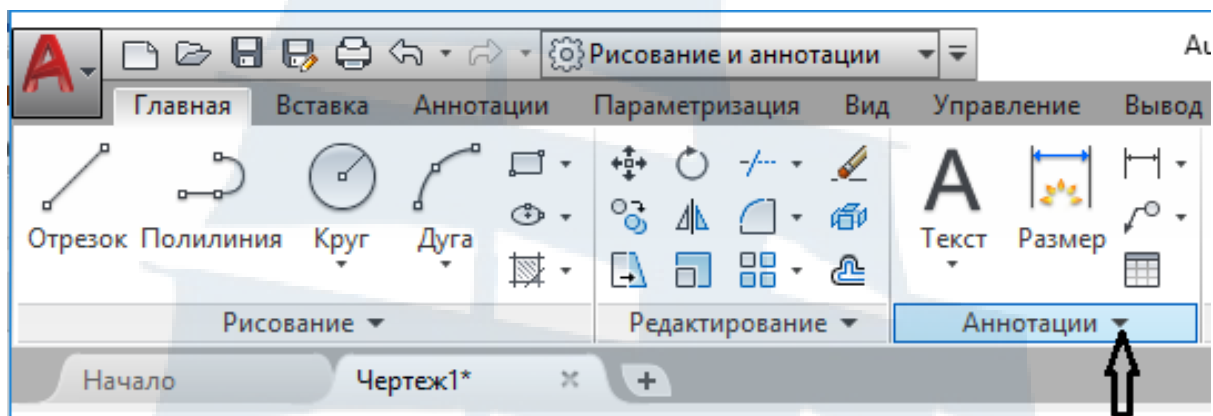 Рисование и аннотации
Главная Вставка Аннотации Параметризация Вид Управление Вывод
Отрезок Полилиния Круг Дуга Текст Размер
Рисование Редактирование Аннотации
Начало Чертеж1*